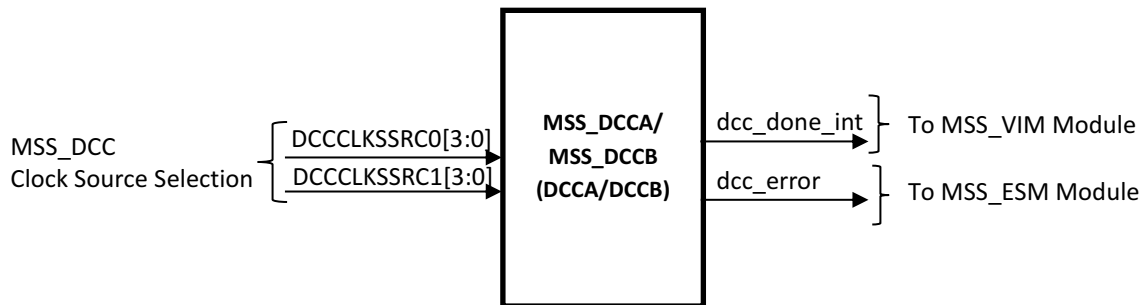 MSS_DCC
Clock Source Selection
DCCCLKSSRC0[3:0]
DCCCLKSSRC1[3:0]
MSS_DCCA/
MSS_DCCB
(DCCA/DCCB)
dcc_done_int
To MSS_VIM Module
dcc_error
To MSS_ESM Module